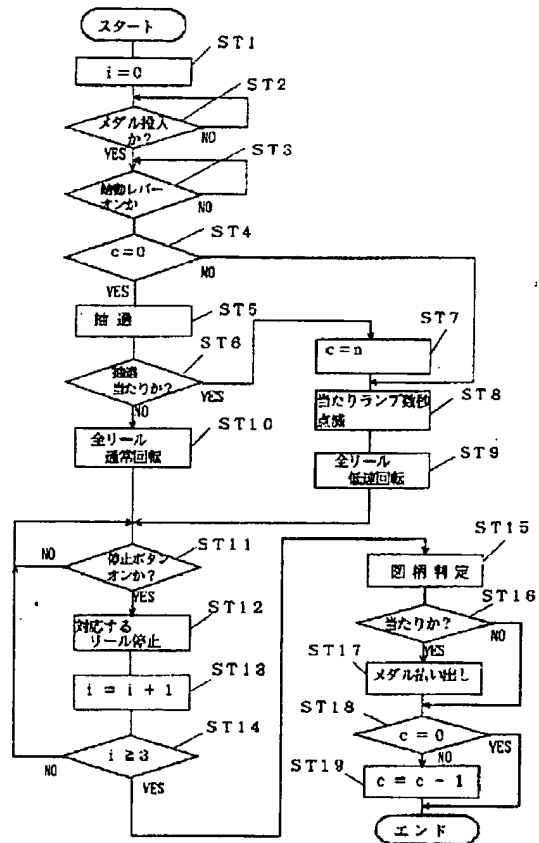 スタート
ST1
i=0
ST2
メダル投入
か?
NO
YES
ST3
始動レバー
オンか
NO
ST4
c=0
NO
YES
ST5
抽選
ST6
抽選
当たりか?
YES
NO
ST7
c=n
ST8
当たりランプ数秒
点滅
ST9
全リール
低速回転
ST10
全リール
通常回転
ST11
停止ボタン
オンか?
NO
YES
ST12
対応する
リール停止
ST13
i=i+1
ST14
i≧3
NO
YES
ST15
図柄判定
ST16
当たりか?
NO
YES
ST17
メダル払い出し
ST18
c=0
YES
NO
ST19
c=c-1
エンド